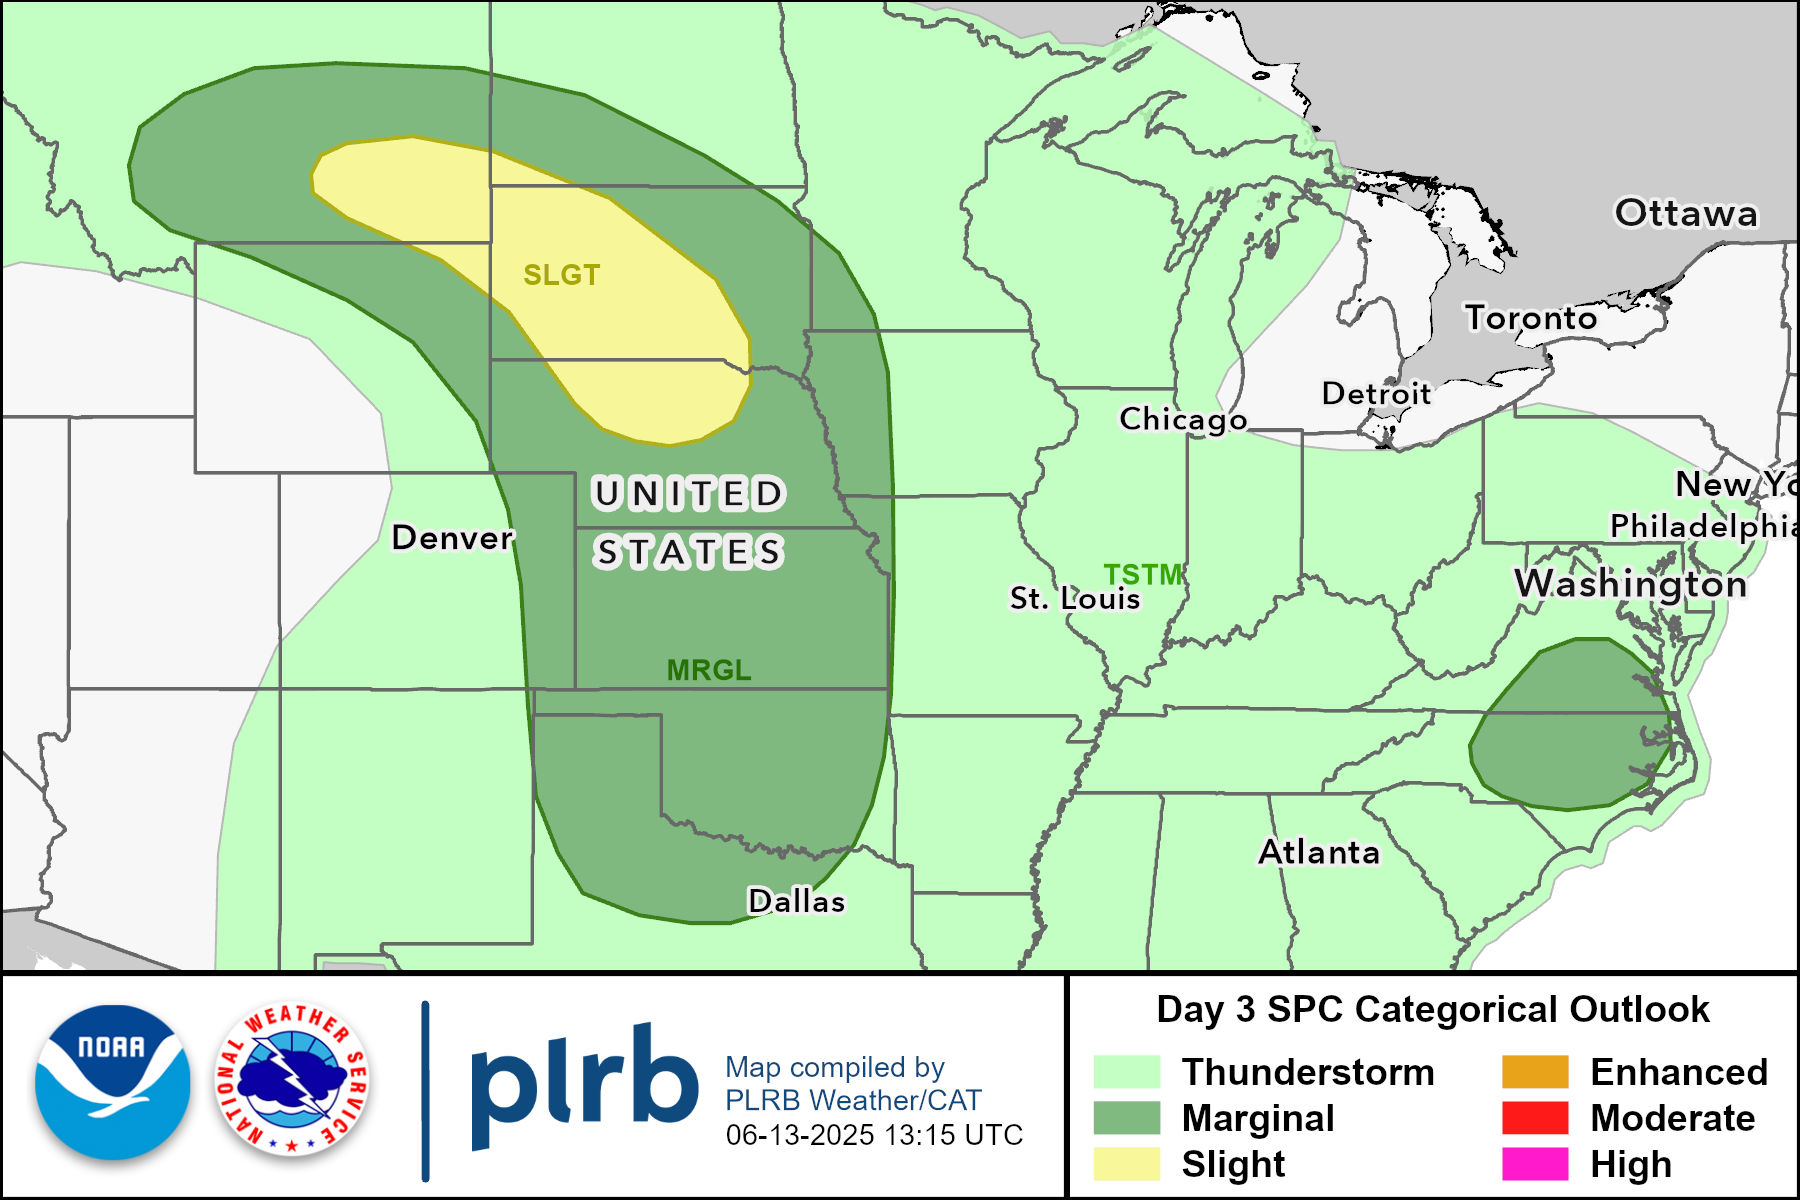 Ottawa
SLGT
Toronto
Detroit
Chicago
UNITED
STATES
New Yo
Denver
Philadelphia
TSTM
Washington
St. Louis
MRGL
Atlanta
Dallas
NOAA
NATIONAL WEATHER SERVICE
plrb
Map compiled by
PLRB Weather/CAT
06-13-2025 13:15 UTC
Day 3 SPC Categorical Outlook
Thunderstorm
Marginal
Slight
Enhanced
Moderate
High